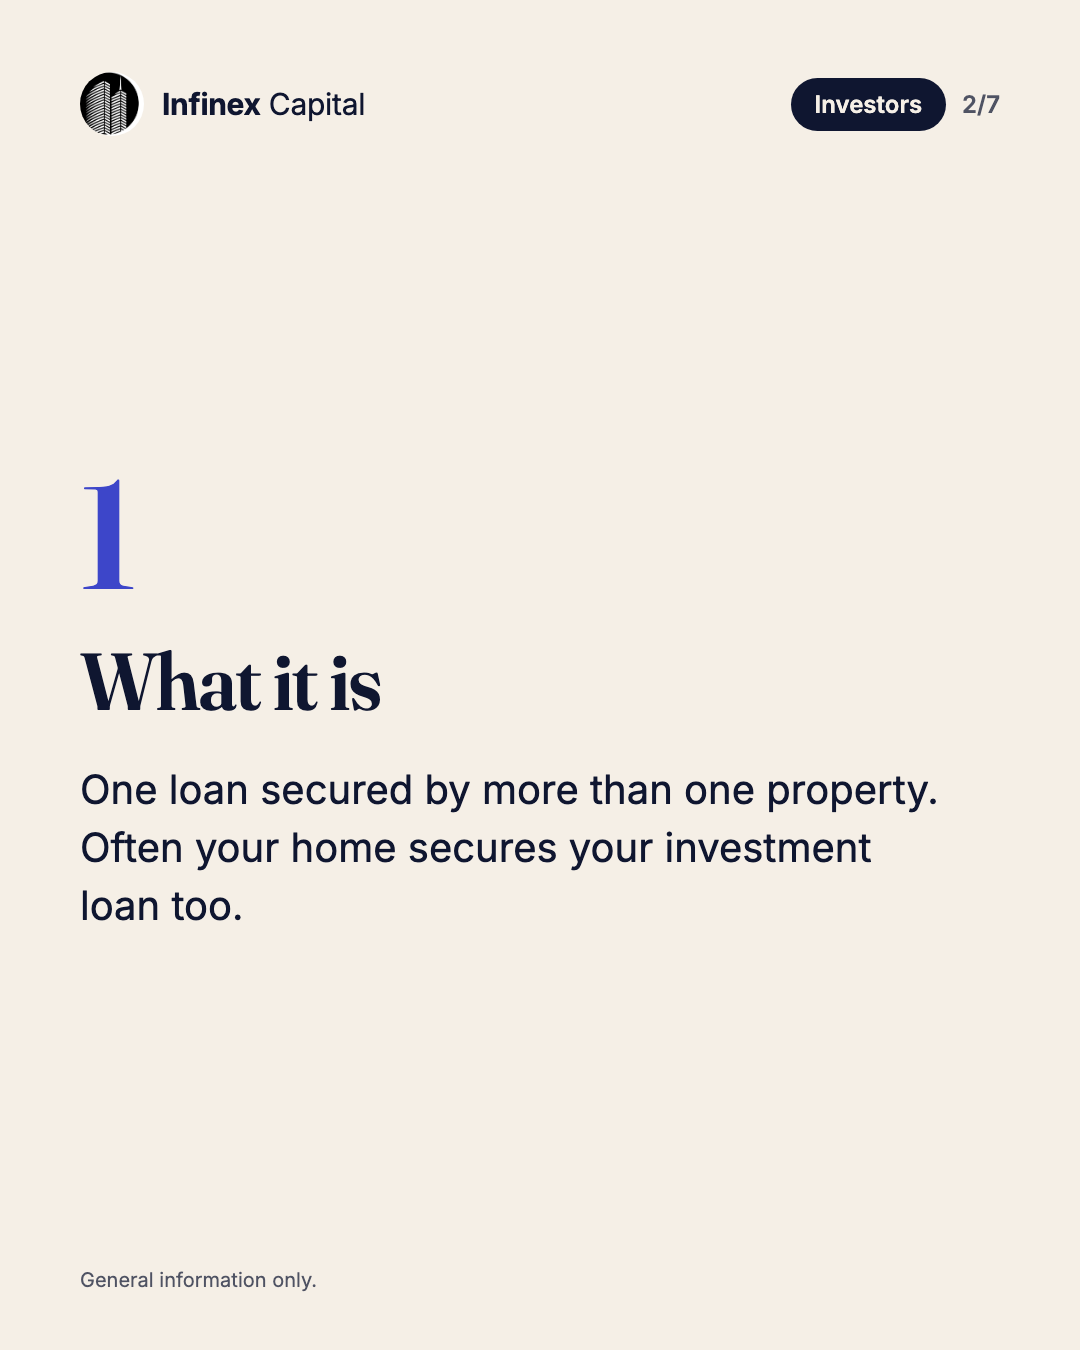 Infinex Capital
Investors 2/7
1
What it is
One loan secured by more than one property.
Often your home secures your investment
loan too.
General information only.